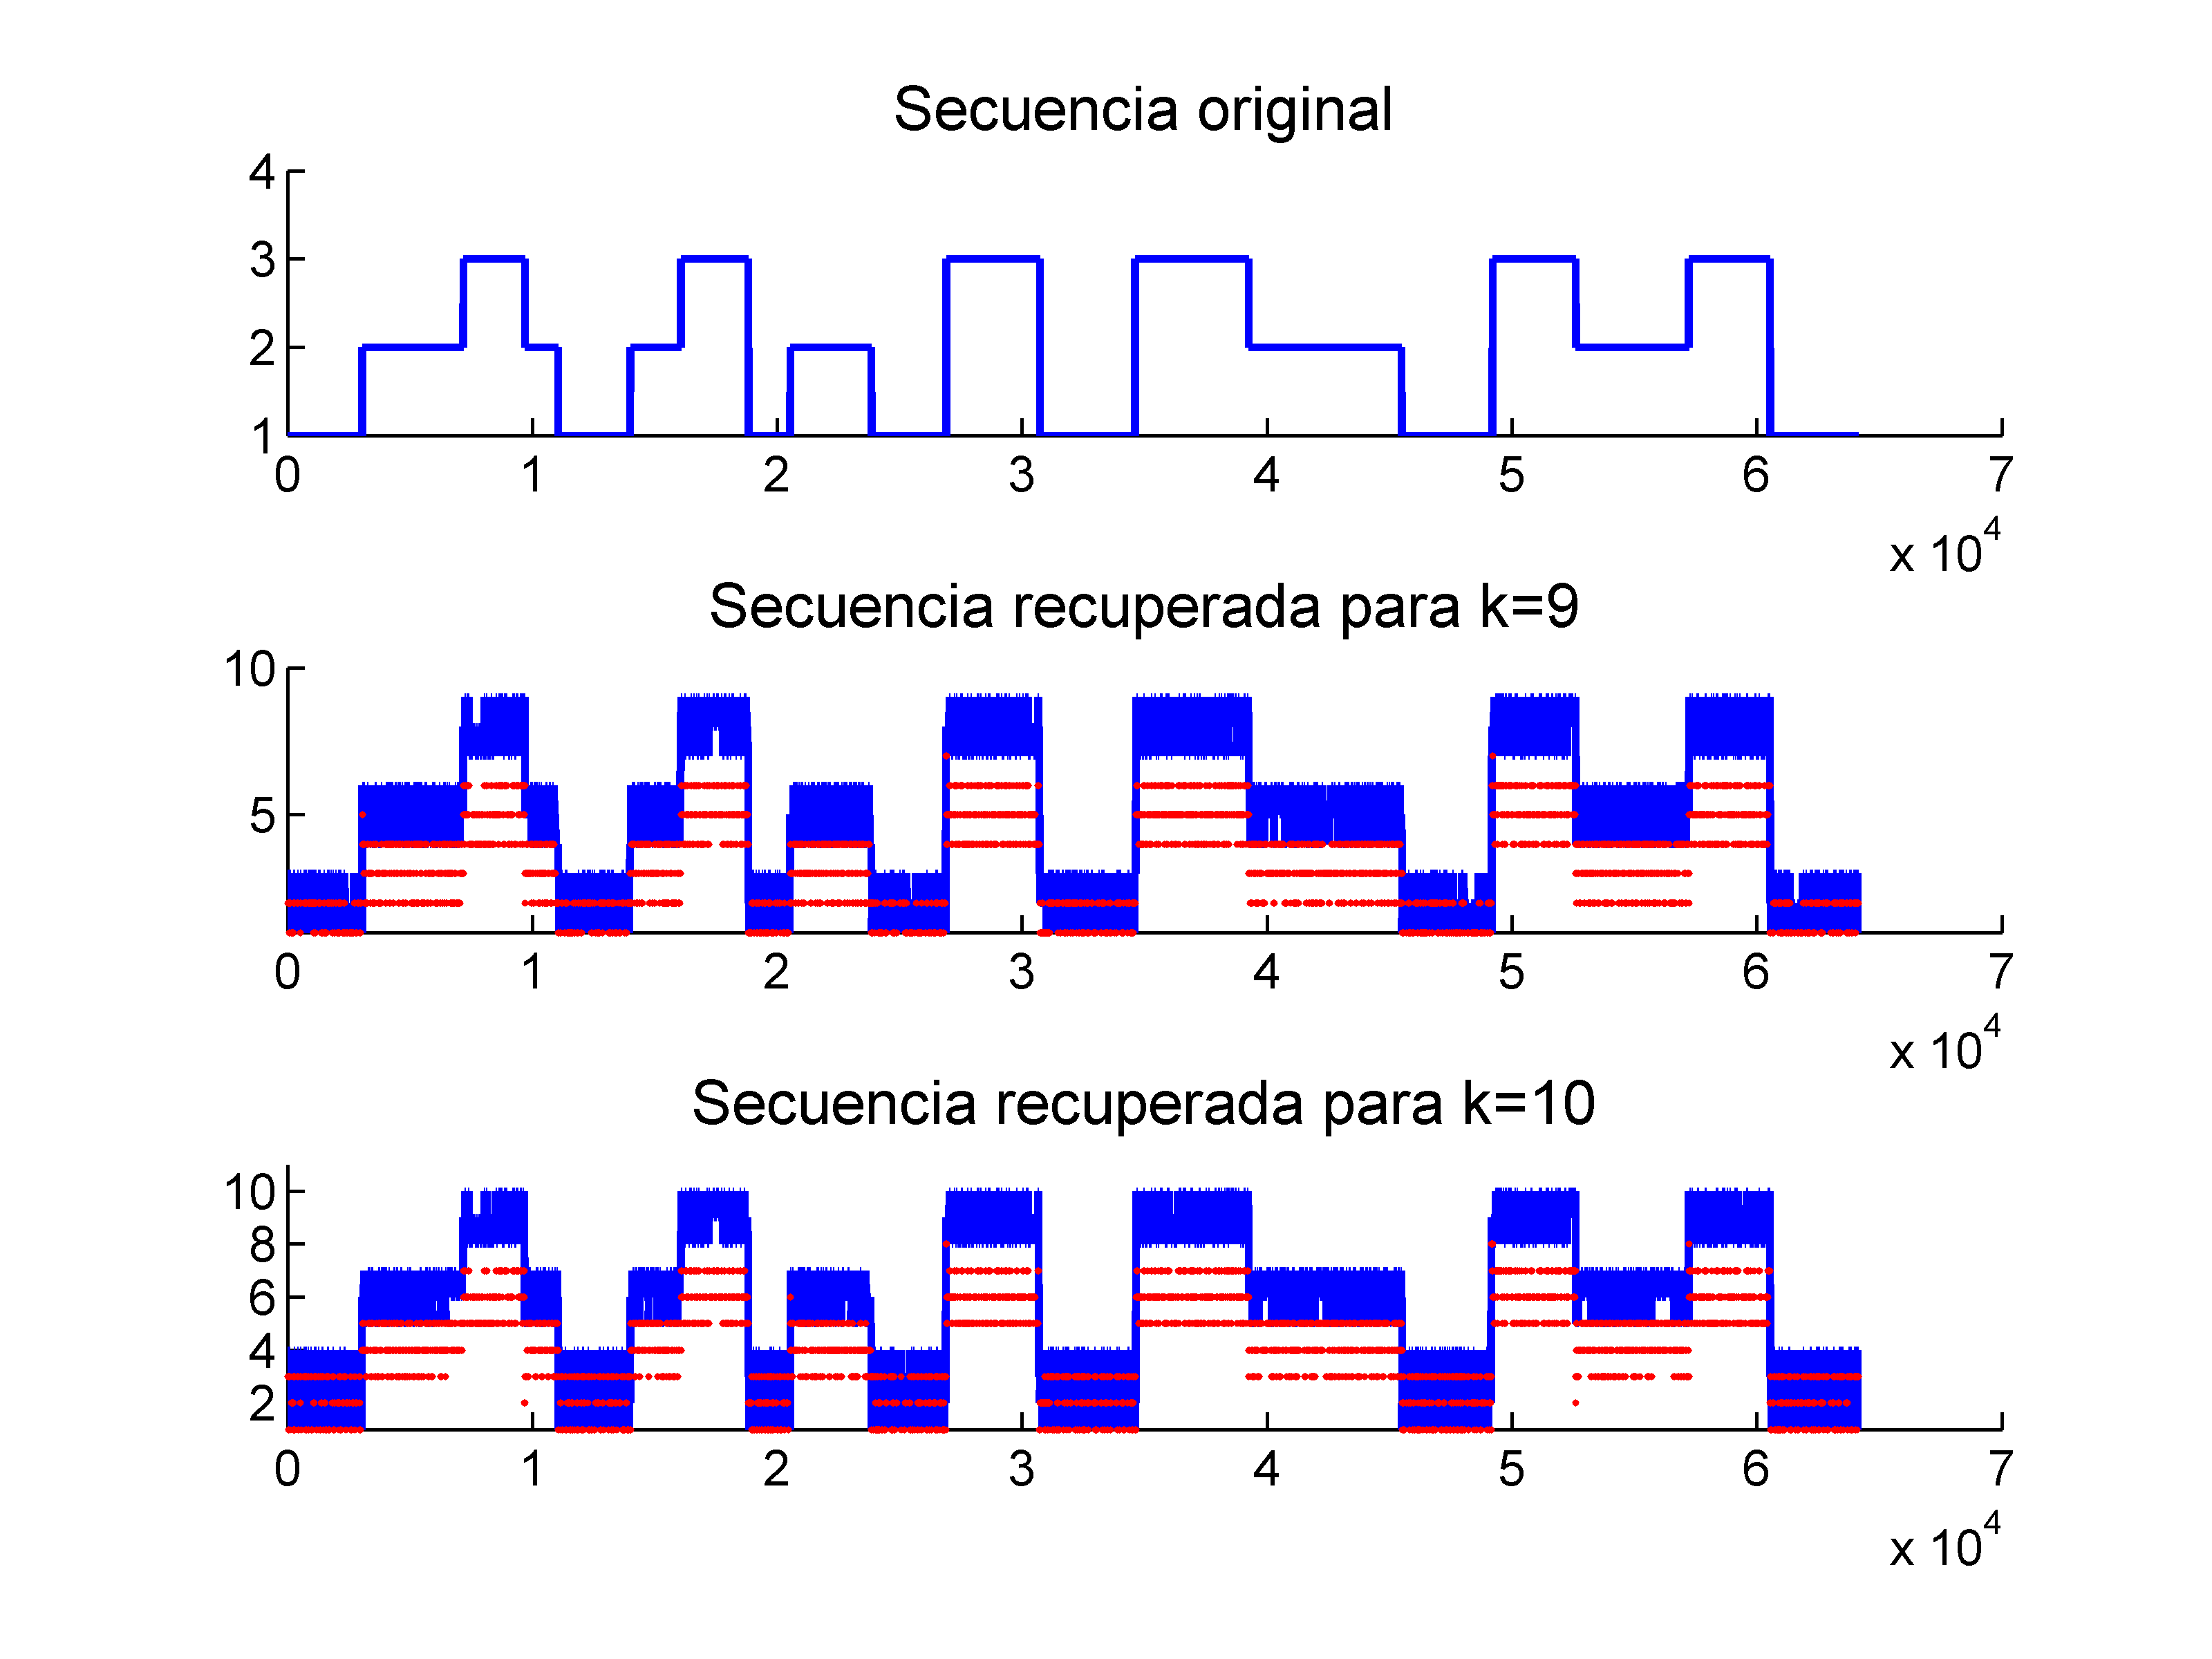 Secuencia original
4
3
2
1
0 1 2 3 4 5 6 7
x 10^4
Secuencia recuperada para k=9
10
5
0 1 2 3 4 5 6 7
x 10^4
Secuencia recuperada para k=10
10
8
6
4
2
0 1 2 3 4 5 6 7
x 10^4